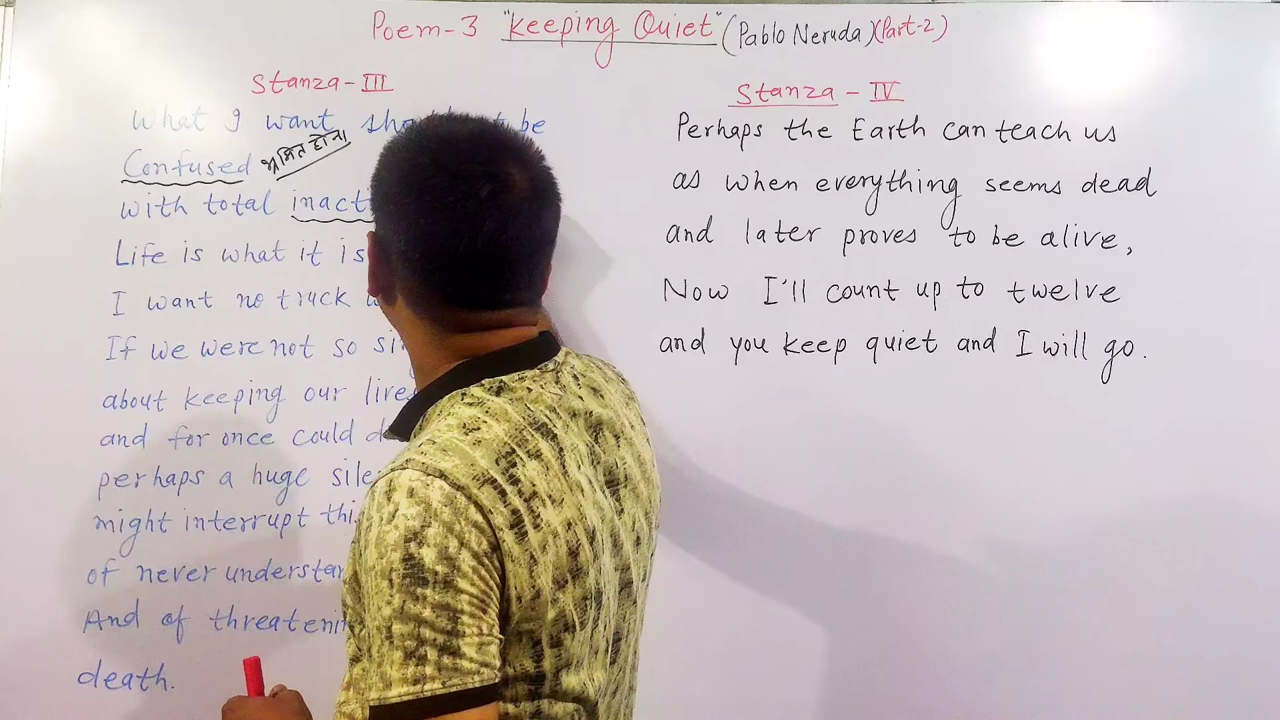 Poem-3 "Keeping Quiet" (Pablo Neruda)(Part-2)
Stanza-III
What I want be
Confused भ्रमित होना
with total
Life is what it is
I want no truck
If we were not so
about keeping our
and for once could
perhaps a huge
might interrupt
of never
And of
death.
Stanza - IV
Perhaps the Earth can teach us
as when everything seems dead
and later proves to be alive,
Now I'll count up to twelve
and you keep quiet and I will go.